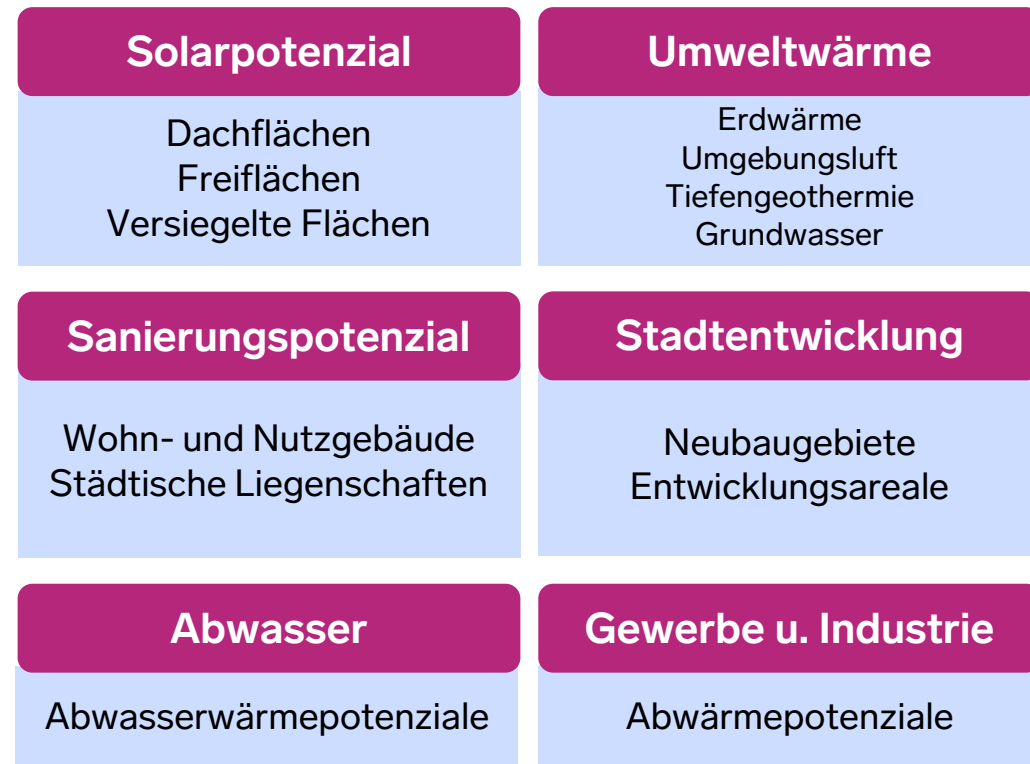 Solarpotenzial
Dachflächen
Freiflächen
Versiegelte Flächen
Umweltwärme
Erdwärme
Umgebungsluft
Tiefengeothermie
Grundwasser
Sanierungspotenzial
Wohn- und Nutzgebäude
Städtische Liegenschaften
Stadtentwicklung
Neubaugebiete
Entwicklungsareale
Abwasser
Abwasserwärmepotenziale
Gewerbe u. Industrie
Abwärmepotenziale